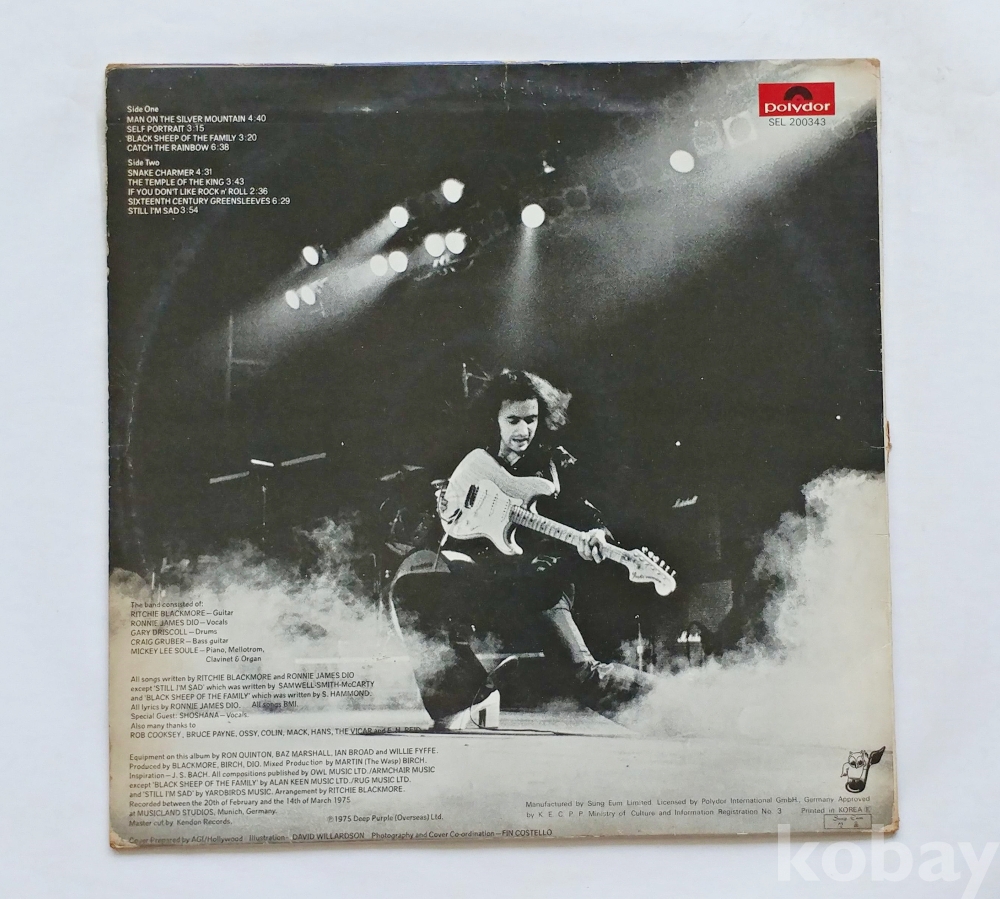 Side One
MAN ON THE SILVER MOUNTAIN 4:40
SELF PORTRAIT 3:15
'BLACK SHEEP OF THE FAMILY 3:20
CATCH THE RAINBOW 6:38
Side Two
SNAKE CHARMER 4:31
THE TEMPLE OF THE KING 3:43
IF YOU DON'T LIKE ROCK n' ROLL 2:36
SIXTEENTH CENTURY GREENSLEEVES 6:29
STILL I'M SAD 3:54
polydor
SEL 200343
Marshall
The band consisted of:
RITCHIE BLACKMORE – Guitar
RONNIE JAMES DIO – Vocals
GARY DRISCOLL – Drums
CRAIG GRUBER – Bass guitar
MICKEY LEE SOULE – Piano, Mellotrom,
Clavinet & Organ
All songs written by RITCHIE BLACKMORE and RONNIE JAMES DIO
except 'STILL I'M SAD' which was written by SAMWELL-SMITH-McCARTY
and 'BLACK SHEEP OF THE FAMILY' which was written by S. HAMMOND.
All lyrics by RONNIE JAMES DIO. All songs BMI.
Special Guest: SHOSHANA – Vocals.
Also many thanks to
ROB COOKSEY, BRUCE PAYNE, OSSY, COLIN, MACK, HANS, THE VICAR and E. H. REID
Equipment on this album by RON QUINTON, BAZ MARSHALL, IAN BROAD and WILLIE FYFFE.
Produced by BLACKMORE, BIRCH, DIO. Mixed Production by MARTIN (The Wasp) BIRCH.
Inspiration – J. S. BACH. All compositions published by OWL MUSIC LTD./ARMCHAIR MUSIC
except 'BLACK SHEEP OF THE FAMILY' by ALAN KEEN MUSIC LTD./RUG MUSIC LTD.
and 'STILL I'M SAD' by YARDBIRDS MUSIC. Arrangement by RITCHIE BLACKMORE.
Recorded between the 20th of February and the 14th of March 1975
at MUSICLAND STUDIOS, Munich, Germany.
Master cut by Kendon Records.
℗1975 Deep Purple (Overseas) Ltd.
Cover Prepared by AGI/Hollywood Illustration – DAVID WILLARDSON Photography and Cover Co-ordination – FIN COSTELLO
Manufactured by Sung Eum Limited. Licensed by Polydor International GmbH, Germany Approved
by K. E. C. P. P. Ministry of Culture and Information Registration No. 3 Printed in KOREA
kobay